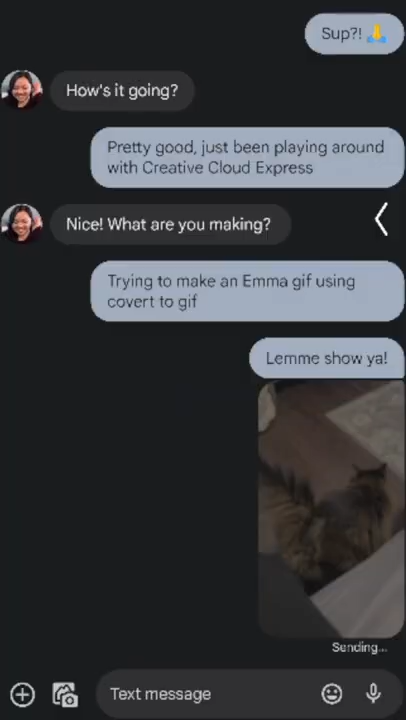 Sup?! 🙏
How's it going?
Pretty good, just been playing around
with Creative Cloud Express
Nice! What are you making?
Trying to make an Emma gif using
covert to gif
Lemme show ya!
Sending...
Text message